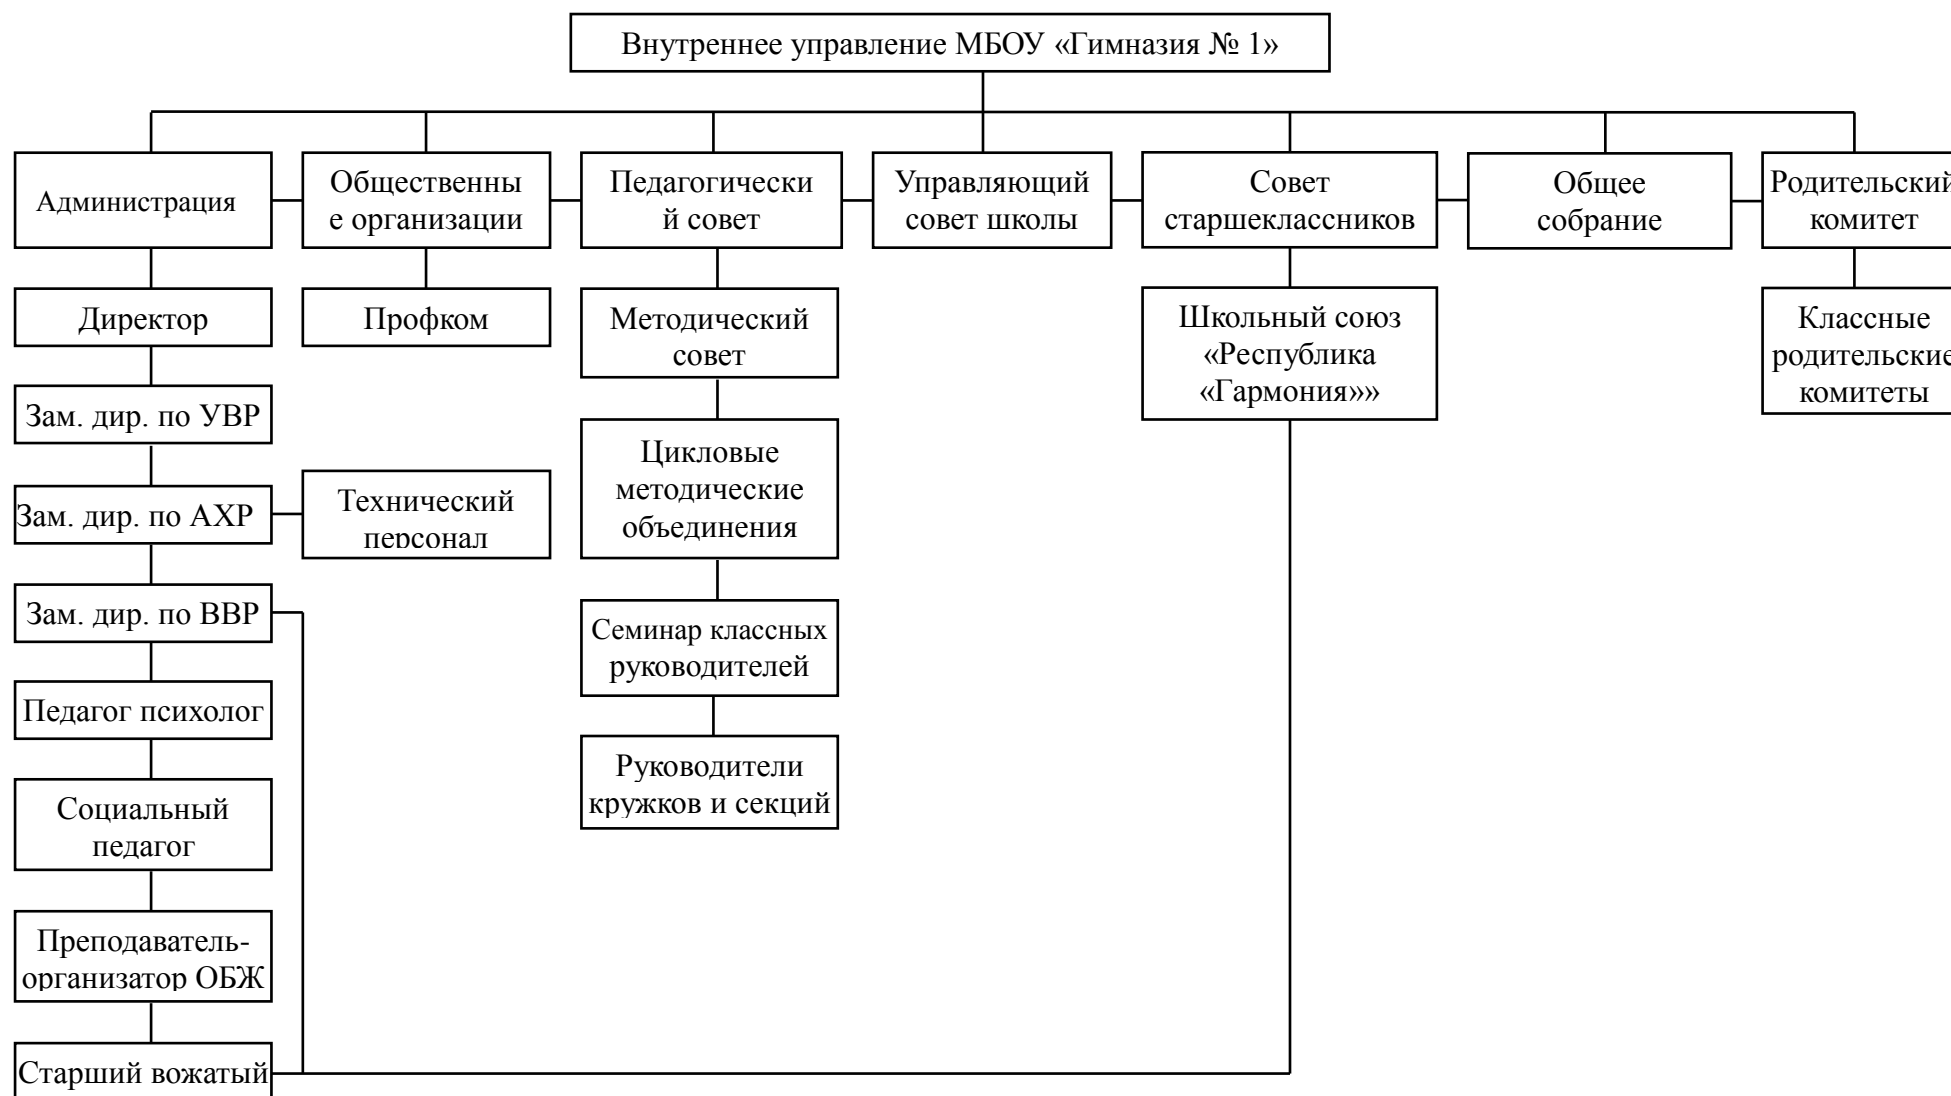 Внутреннее управление МБОУ «Гимназия № 1»
Администрация
Общественны
е организации
Педагогически
й совет
Управляющий
совет школы
Совет
старшеклассников
Общее
собрание
Родительский
комитет
Директор
Профком
Методический
совет
Школьный союз
«Республика
«Гармония»»
Классные
родительские
комитеты
Зам. дир. по УВР
Цикловые
методические
объединения
Зам. дир. по АХР
Технический
персонал
Зам. дир. по ВВР
Семинар классных
руководителей
Педагог психолог
Руководители
кружков и секций
Социальный
педагог
Преподаватель-
организатор ОБЖ
Старший вожатый